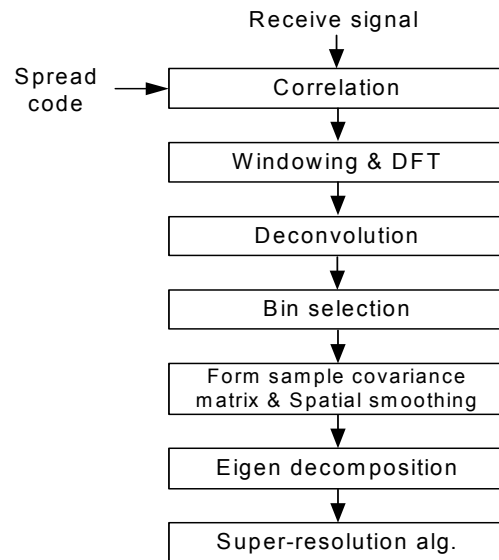 Receive signal
Spread
code
Correlation
Windowing & DFT
Deconvolution
Bin selection
Form sample covariance
matrix & Spatial smoothing
Eigen decomposition
Super-resolution alg.